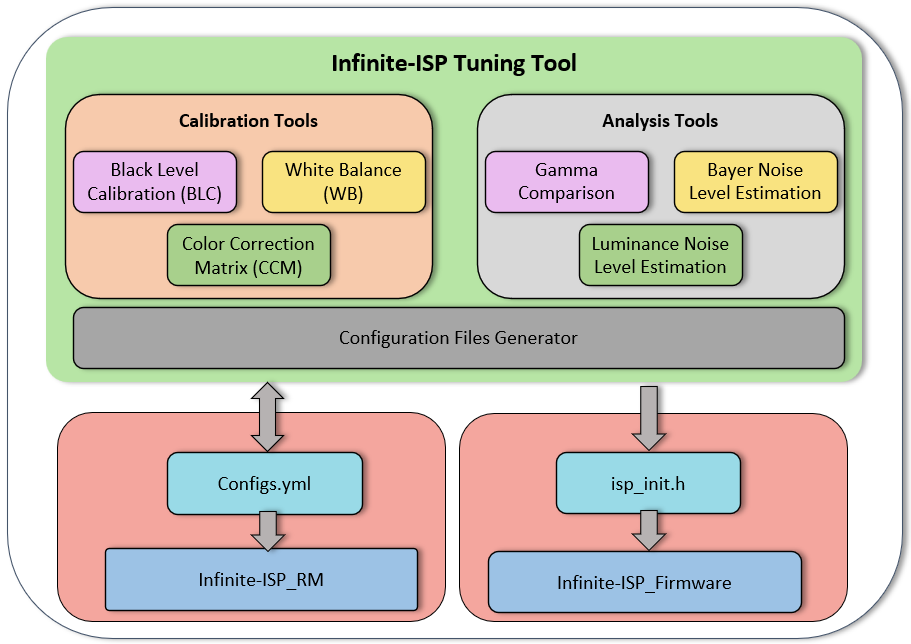 Infinite-ISP Tuning Tool
Calibration Tools
Black Level
Calibration (BLC)
White Balance
(WB)
Color Correction
Matrix (CCM)
Analysis Tools
Gamma
Comparison
Bayer Noise
Level Estimation
Luminance Noise
Level Estimation
Configuration Files Generator
Configs.yml
Infinite-ISP_RM
isp_init.h
Infinite-ISP_Firmware